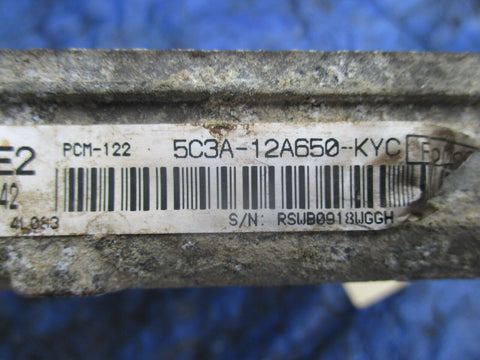 E2 PCM-122 5C3A-12A650-KYC
42
S/N: RSWB0918WGGH